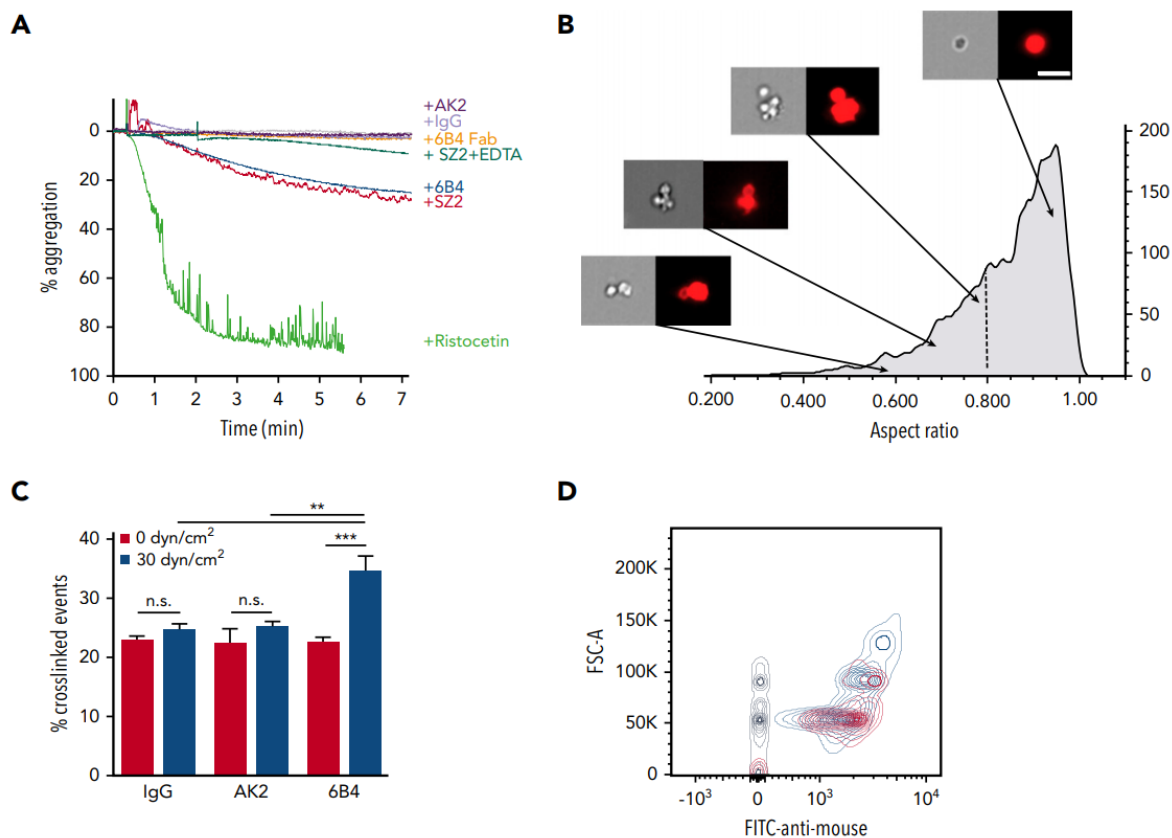 A
+AK2
+IgG
+6B4 Fab
+ SZ2+EDTA
+6B4
+SZ2
+Ristocetin
0
20
40
60
80
100
% aggregation
0 1 2 3 4 5 6 7
Time (min)
B
200
150
100
50
0
0.200 0.400 0.600 0.800 1.00
Aspect ratio
C
** 
***
0 dyn/cm²
30 dyn/cm²
n.s. n.s.
40
30
20
10
0
% crosslinked events
IgG AK2 6B4
D
200K
150K
100K
50K
0
FSC-A
-10³ 0 10³ 10⁴
FITC-anti-mouse